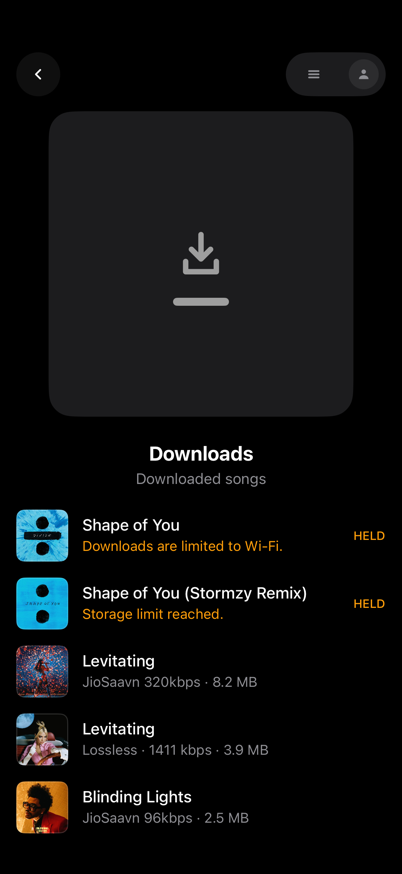 Downloads
Downloaded songs
Shape of You
Downloads are limited to Wi-Fi.
HELD
Shape of You (Stormzy Remix)
Storage limit reached.
HELD
Levitating
JioSaavn 320kbps · 8.2 MB
Levitating
Lossless · 1411 kbps · 3.9 MB
Blinding Lights
JioSaavn 96kbps · 2.5 MB